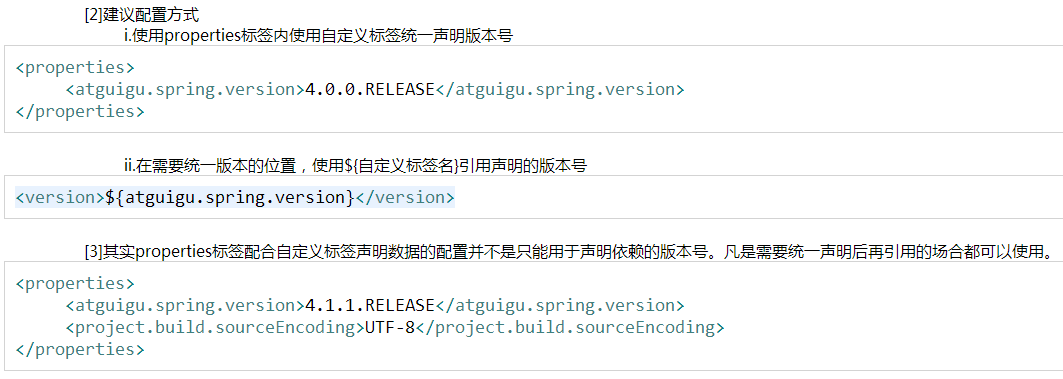 [2]建议配置方式
i.使用properties标签内使用自定义标签统一声明版本号
<properties>
<atguigu.spring.version>4.0.0.RELEASE</atguigu.spring.version>
</properties>
ii.在需要统一版本的位置，使用${自定义标签名}引用声明的版本号
<version>${atguigu.spring.version}</version>
[3]其实properties标签配合自定义标签声明数据的配置并不是只能用于声明依赖的版本号。凡是需要统一声明后再引用的场合都可以使用。
<properties>
<atguigu.spring.version>4.1.1.RELEASE</atguigu.spring.version>
<project.build.sourceEncoding>UTF-8</project.build.sourceEncoding>
</properties>